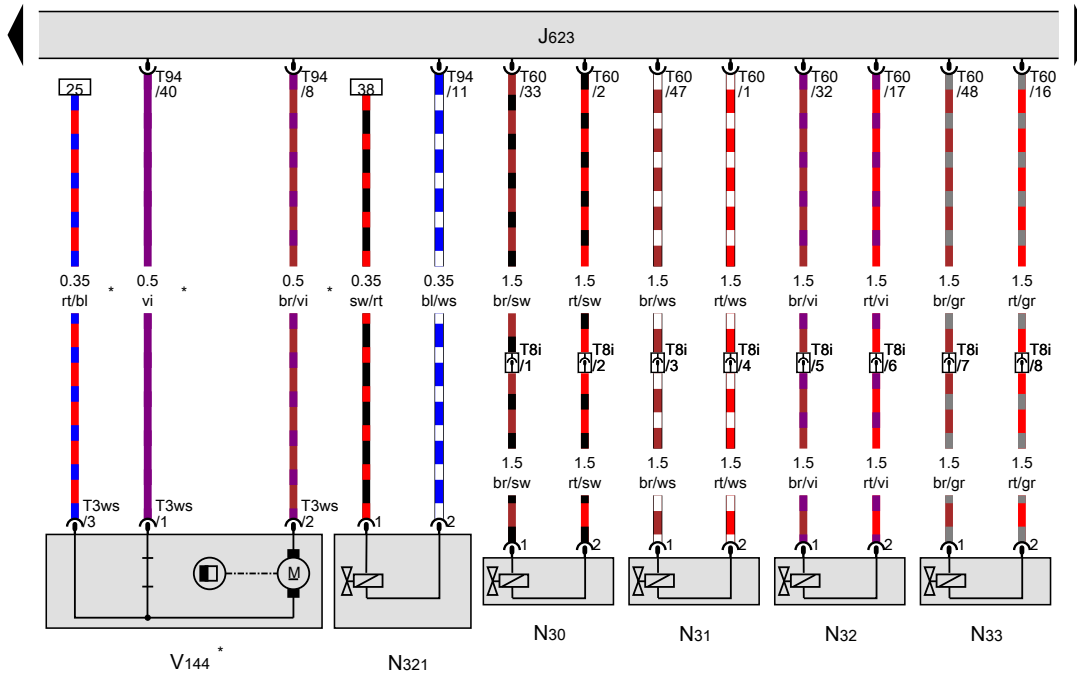 J623
25 T94 T94 38 T94 T60 T60 T60 T60 T60 T60 T60 T60
/40 /8 /11 /33 /2 /47 /1 /32 /17 /48 /16
0.35 0.5 0.5 0.35 0.35 1.5 1.5 1.5 1.5 1.5 1.5 1.5 1.5
rt/bl * vi * br/vi * sw/rt bl/ws br/sw rt/sw br/ws rt/ws br/vi rt/vi br/gr rt/gr
T8i T8i T8i T8i T8i T8i T8i T8i
/1 /2 /3 /4 /5 /6 /7 /8
1.5 1.5 1.5 1.5 1.5 1.5 1.5 1.5
br/sw rt/sw br/ws rt/ws br/vi rt/vi br/gr rt/gr
T3ws T3ws T3ws
/3 /1 /2 1 2
1 2 1 2 1 2 1 2
M
N30 N31 N32 N33
V144 * N321